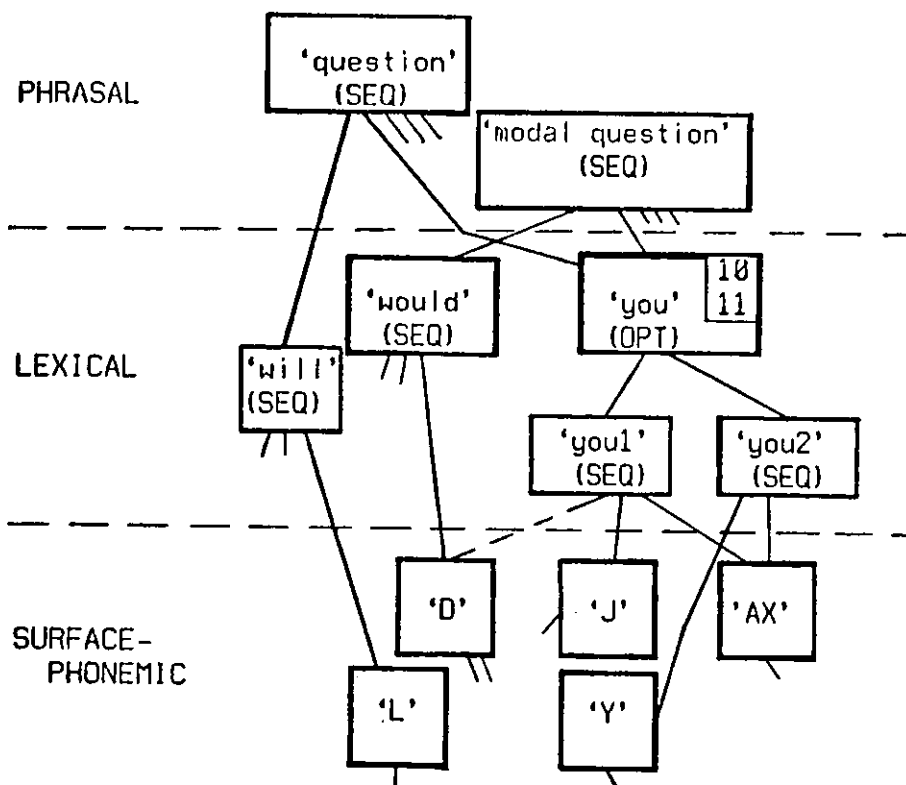 PHRASAL
‘question’
(SEQ)
‘modal question’
(SEQ)
LEXICAL
‘will’
(SEQ)
‘would’
(SEQ)
‘you’
(OPT)
10
11
‘you1’
(SEQ)
‘you2’
(SEQ)
SURFACE-
PHONEMIC
‘D’
‘J’
'AX'
‘L’
‘Y’